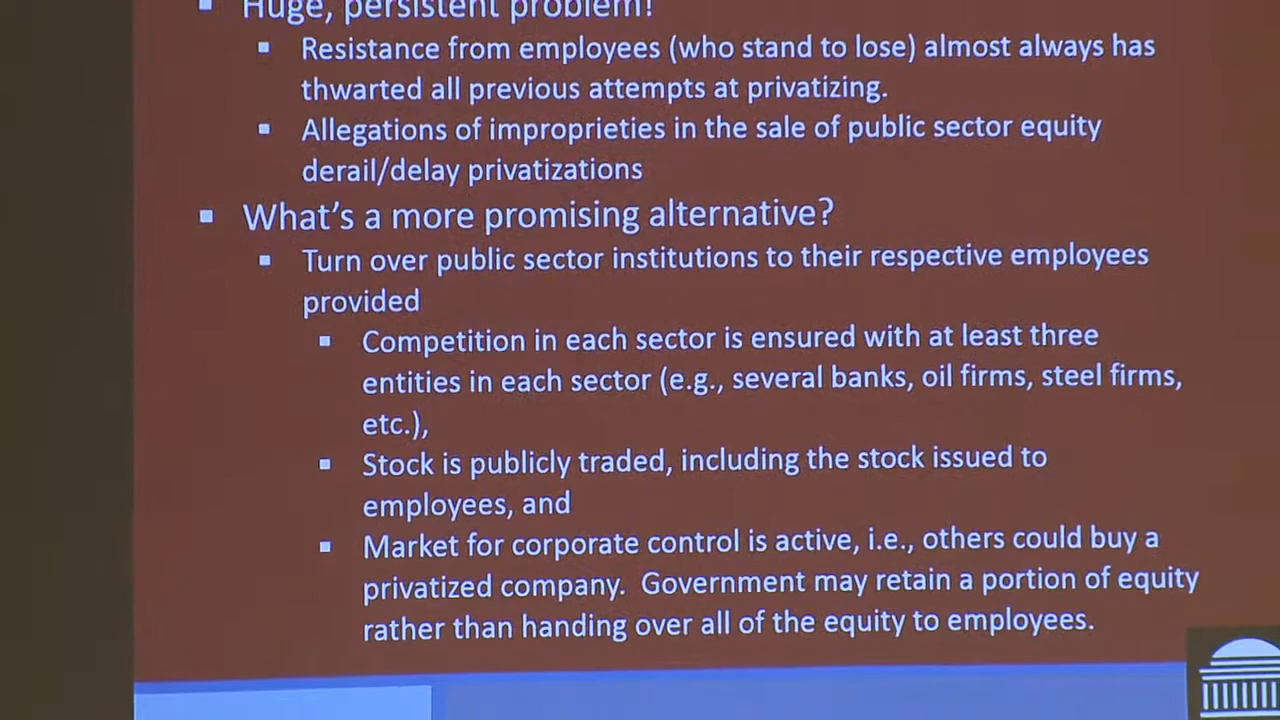 Huge, persistent problem!
Resistance from employees (who stand to lose) almost always has
thwarted all previous attempts at privatizing.
Allegations of improprieties in the sale of public sector equity
derail/delay privatizations
What's a more promising alternative?
Turn over public sector institutions to their respective employees
provided
Competition in each sector is ensured with at least three
entities in each sector (e.g., several banks, oil firms, steel firms,
etc.),
Stock is publicly traded, including the stock issued to
employees, and
Market for corporate control is active, i.e., others could buy a
privatized company. Government may retain a portion of equity
rather than handing over all of the equity to employees.